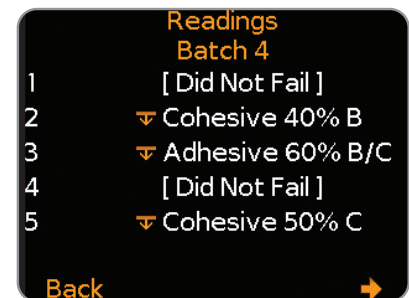 Readings
Batch 4
1 [ Did Not Fail ]
2 Cohesive 40% B
3 Adhesive 60% B/C
4 [ Did Not Fail ]
5 Cohesive 50% C
Back